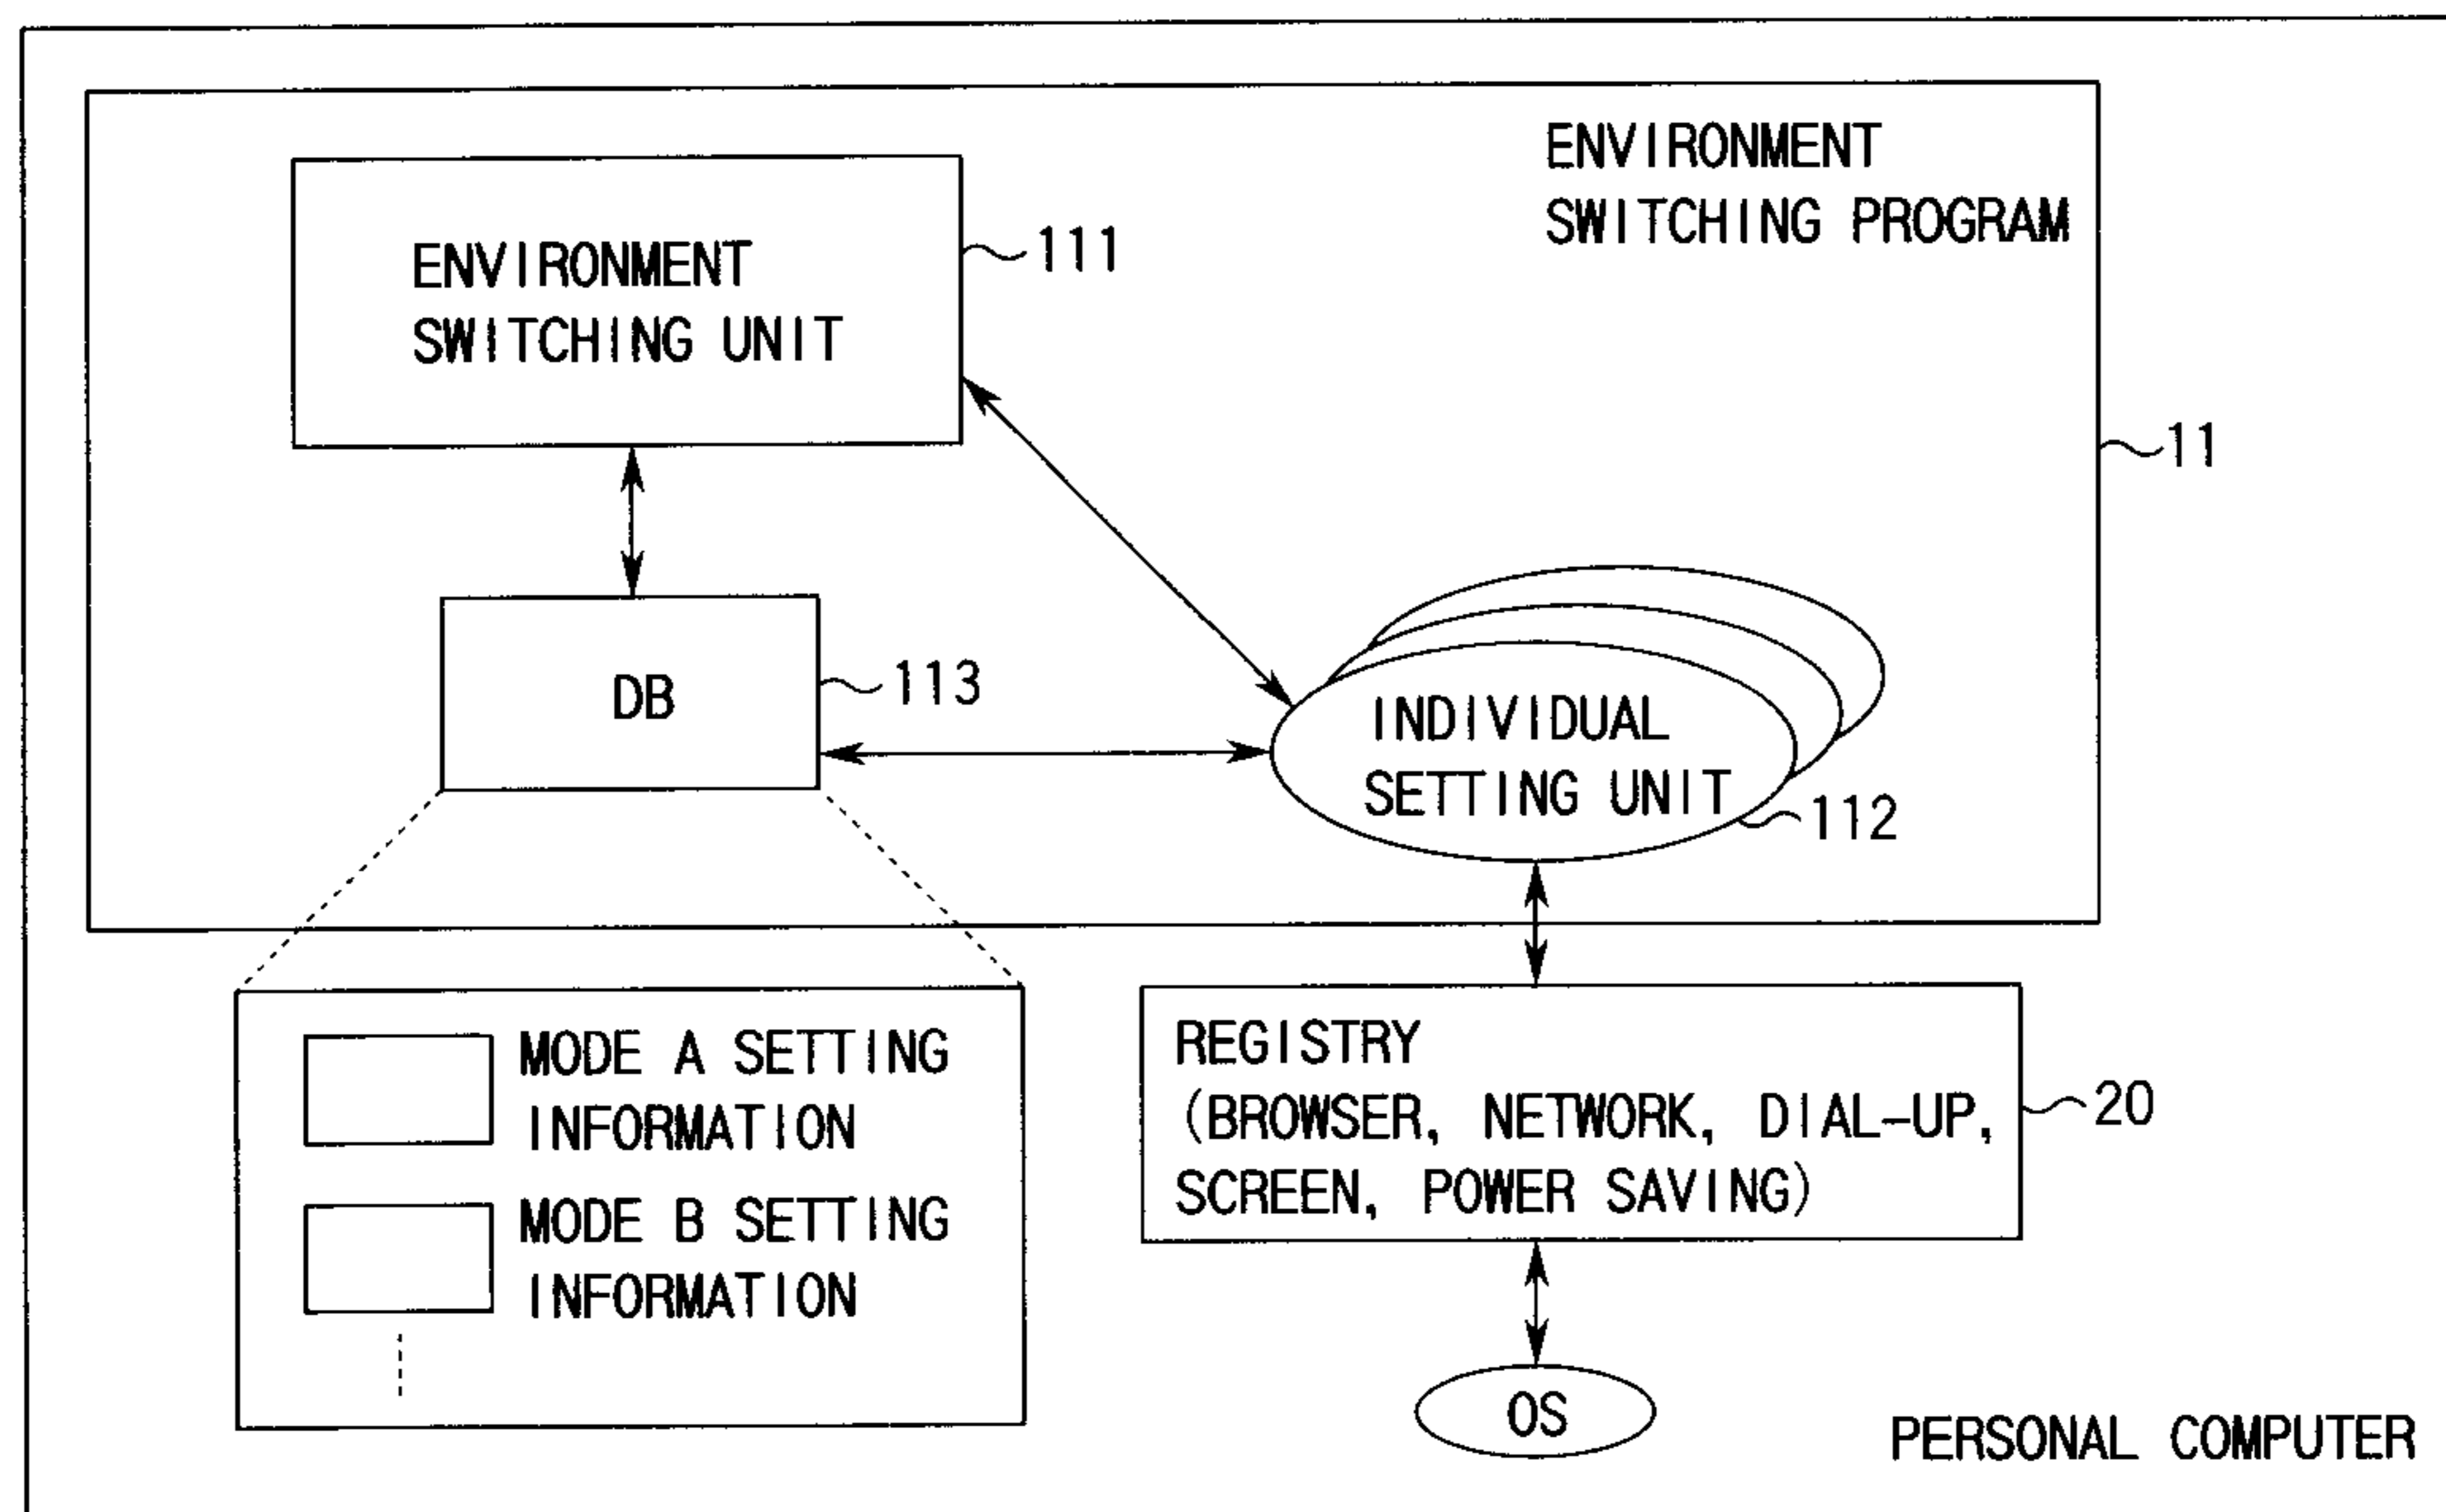 ENVIRONMENT
SWITCHING PROGRAM
11
ENVIRONMENT
SWITCHING UNIT
111
DB
113
INDIVIDUAL
SETTING UNIT
112
MODE A SETTING
INFORMATION
MODE B SETTING
INFORMATION
REGISTRY
(BROWSER, NETWORK, DIAL-UP,
SCREEN, POWER SAVING)
20
OS
PERSONAL COMPUTER